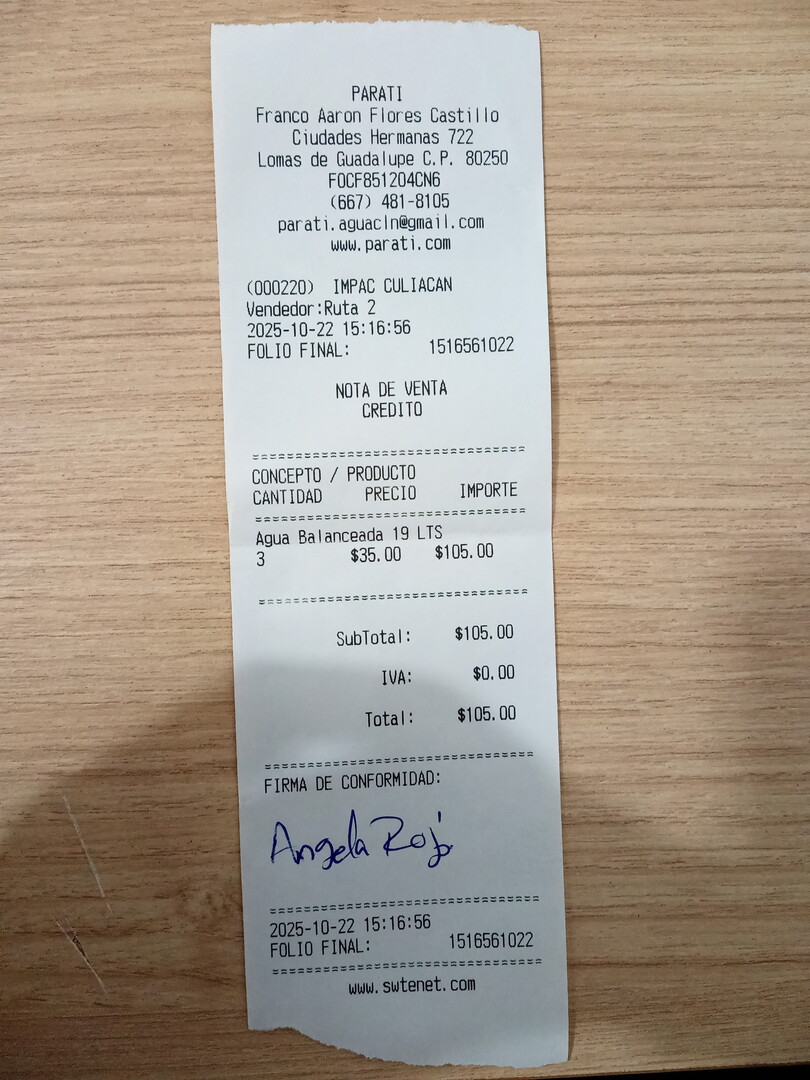 PARATI
Franco Aaron Flores Castillo
Ciudades Hermanas 722
Lomas de Guadalupe C.P. 80250
FOCF851204CN6
(667) 481-8105
parati.aguacln@gmail.com
www.parati.com
(000220) IMPAC CULIACAN
Vendedor:Ruta 2
2025-10-22 15:16:56
FOLIO FINAL: 1516561022
NOTA DE VENTA
CREDITO
CONCEPTO / PRODUCTO
CANTIDAD PRECIO IMPORTE
Agua Balanceada 19 LTS
3 $35.00 $105.00
SubTotal: $105.00
IVA: $0.00
Total: $105.00
FIRMA DE CONFORMIDAD:
Angela
2025-10-22 15:16:56
FOLIO FINAL: 1516561022
www.swtenet.com